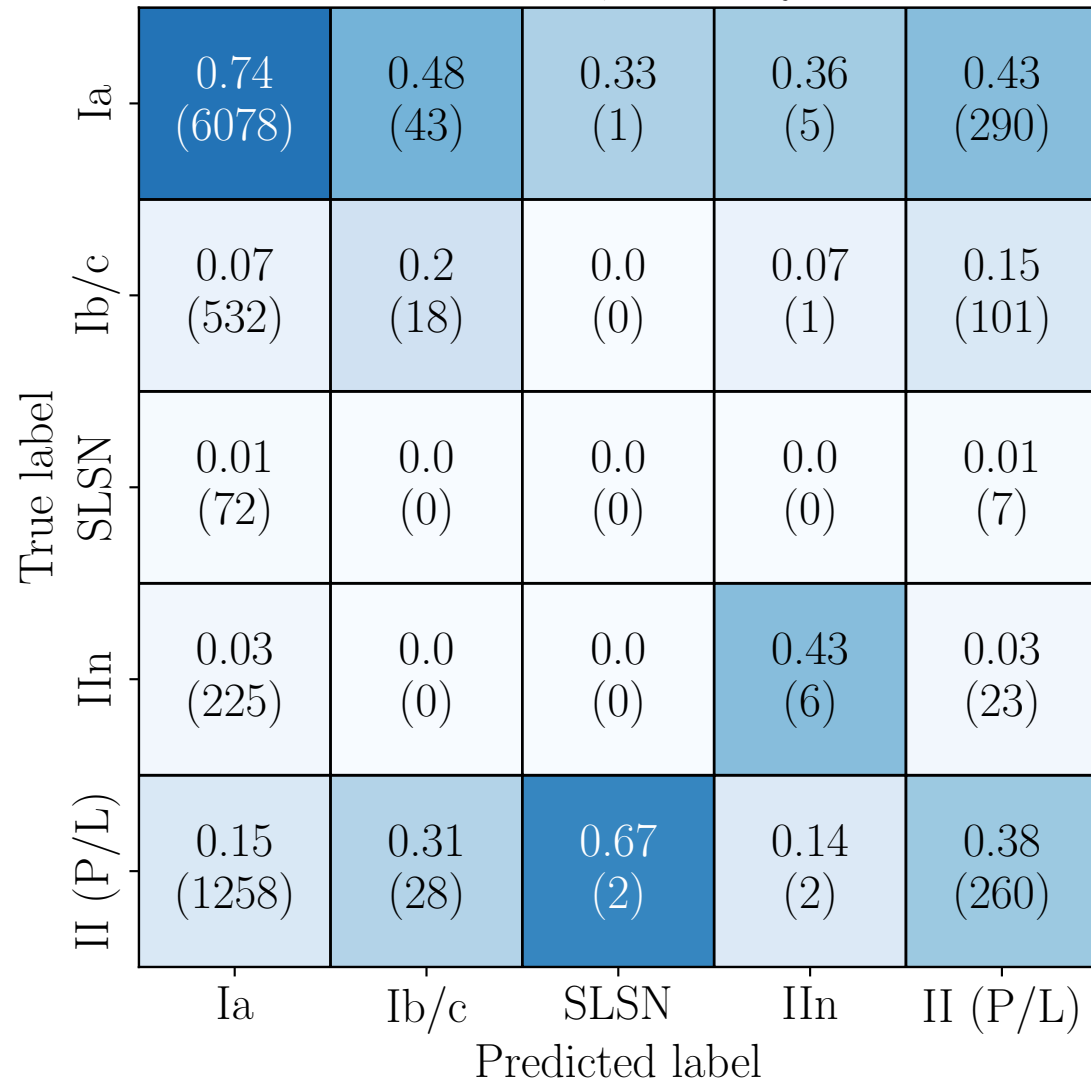 0.74 0.48 0.33 0.36 0.43
(6078) (43) (1) (5) (290)
Ia
0.07 0.2 0.0 0.07 0.15
(532) (18) (0) (1) (101)
Ib/c
0.01 0.0 0.0 0.0 0.01
(72) (0) (0) (0) (7)
SLSN
True label
0.03 0.0 0.0 0.43 0.03
(225) (0) (0) (6) (23)
IIn
0.15 0.31 0.67 0.14 0.38
(1258) (28) (2) (2) (260)
II (P/L)
Ia Ib/c SLSN IIn II (P/L)
Predicted label